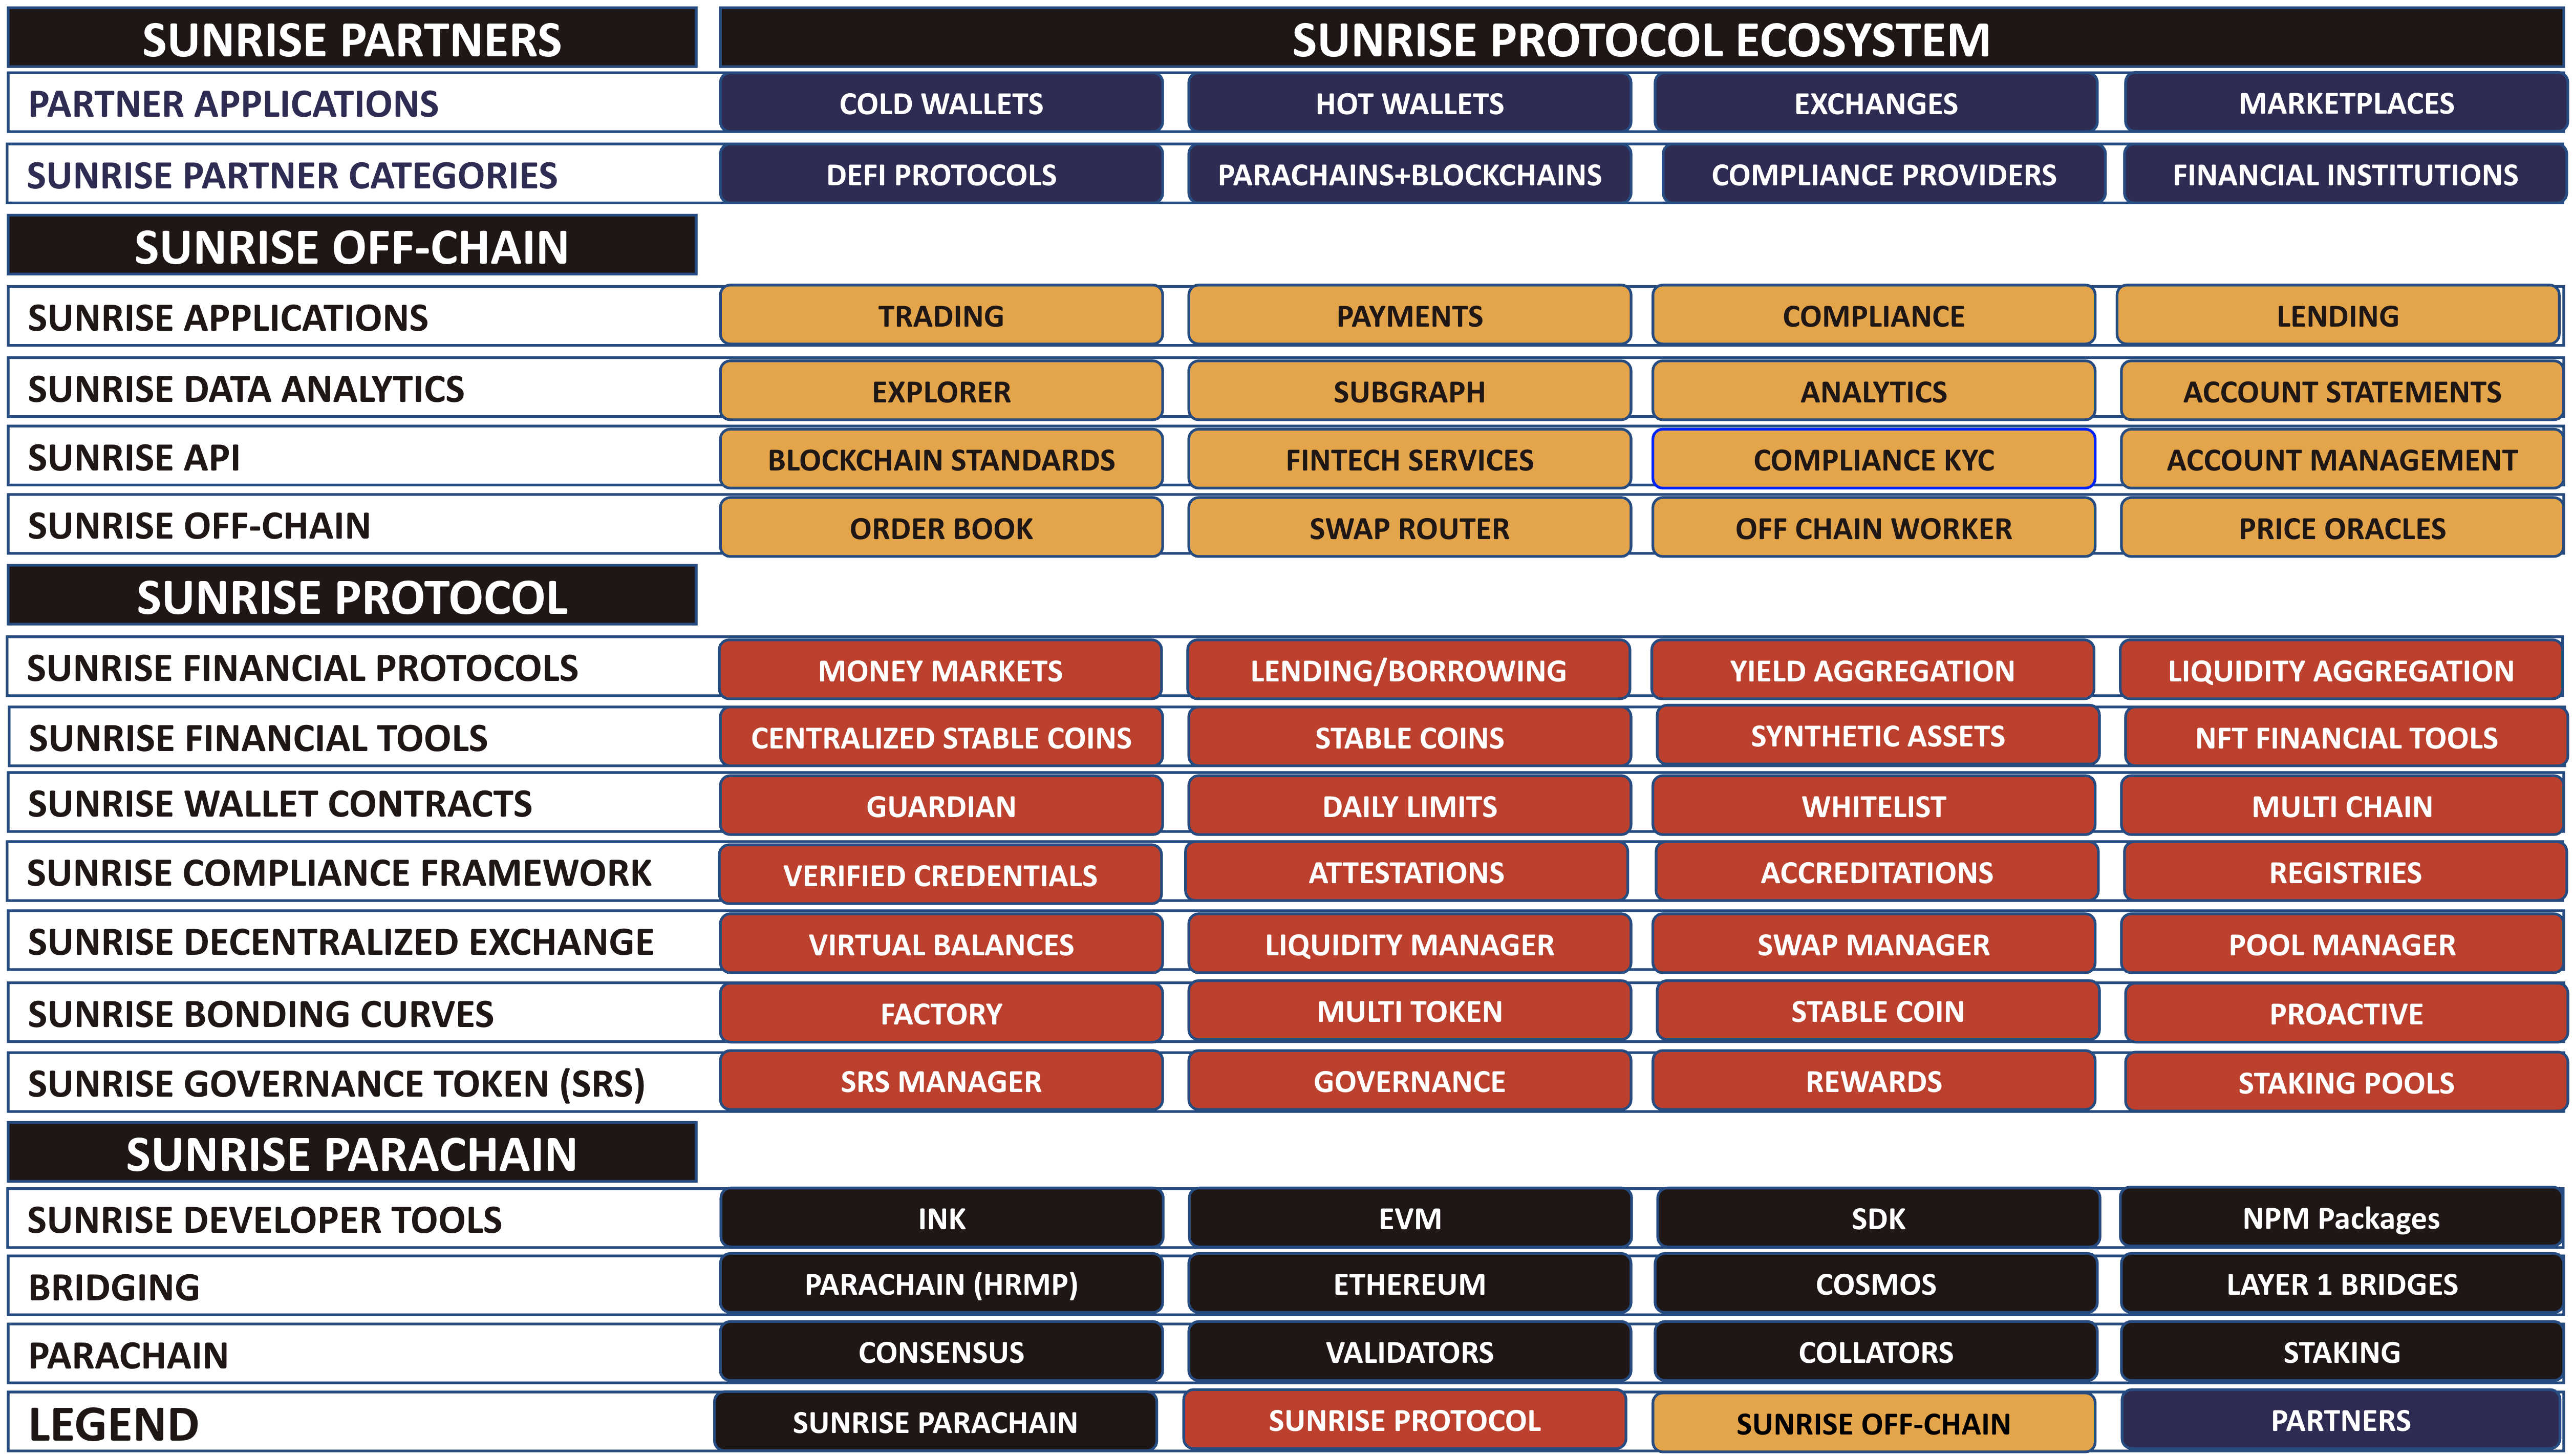 SUNRISE PARTNERS
SUNRISE PROTOCOL ECOSYSTEM
PARTNER APPLICATIONS
COLD WALLETS
HOT WALLETS
EXCHANGES
MARKETPLACES
SUNRISE PARTNER CATEGORIES
DEFI PROTOCOLS
PARACHAINS+BLOCKCHAINS
COMPLIANCE PROVIDERS
FINANCIAL INSTITUTIONS
SUNRISE OFF-CHAIN
SUNRISE APPLICATIONS
TRADING
PAYMENTS
COMPLIANCE
LENDING
SUNRISE DATA ANALYTICS
EXPLORER
SUBGRAPH
ANALYTICS
ACCOUNT STATEMENTS
SUNRISE API
BLOCKCHAIN STANDARDS
FINTECH SERVICES
COMPLIANCE KYC
ACCOUNT MANAGEMENT
SUNRISE OFF-CHAIN
ORDER BOOK
SWAP ROUTER
OFF CHAIN WORKER
PRICE ORACLES
SUNRISE PROTOCOL
SUNRISE FINANCIAL PROTOCOLS
MONEY MARKETS
LENDING/BORROWING
YIELD AGGREGATION
LIQUIDITY AGGREGATION
SUNRISE FINANCIAL TOOLS
CENTRALIZED STABLE COINS
STABLE COINS
SYNTHETIC ASSETS
NFT FINANCIAL TOOLS
SUNRISE WALLET CONTRACTS
GUARDIAN
DAILY LIMITS
WHITELIST
MULTI CHAIN
SUNRISE COMPLIANCE FRAMEWORK
VERIFIED CREDENTIALS
ATTESTATIONS
ACCREDITATIONS
REGISTRIES
SUNRISE DECENTRALIZED EXCHANGE
VIRTUAL BALANCES
LIQUIDITY MANAGER
SWAP MANAGER
POOL MANAGER
SUNRISE BONDING CURVES
FACTORY
MULTI TOKEN
STABLE COIN
PROACTIVE
SUNRISE GOVERNANCE TOKEN (SRS)
SRS MANAGER
GOVERNANCE
REWARDS
STAKING POOLS
SUNRISE PARACHAIN
SUNRISE DEVELOPER TOOLS
INK
EVM
SDK
NPM Packages
BRIDGING
PARACHAIN (HRMP)
ETHEREUM
COSMOS
LAYER 1 BRIDGES
PARACHAIN
CONSENSUS
VALIDATORS
COLLATORS
STAKING
LEGEND
SUNRISE PARACHAIN
SUNRISE PROTOCOL
SUNRISE OFF-CHAIN
PARTNERS